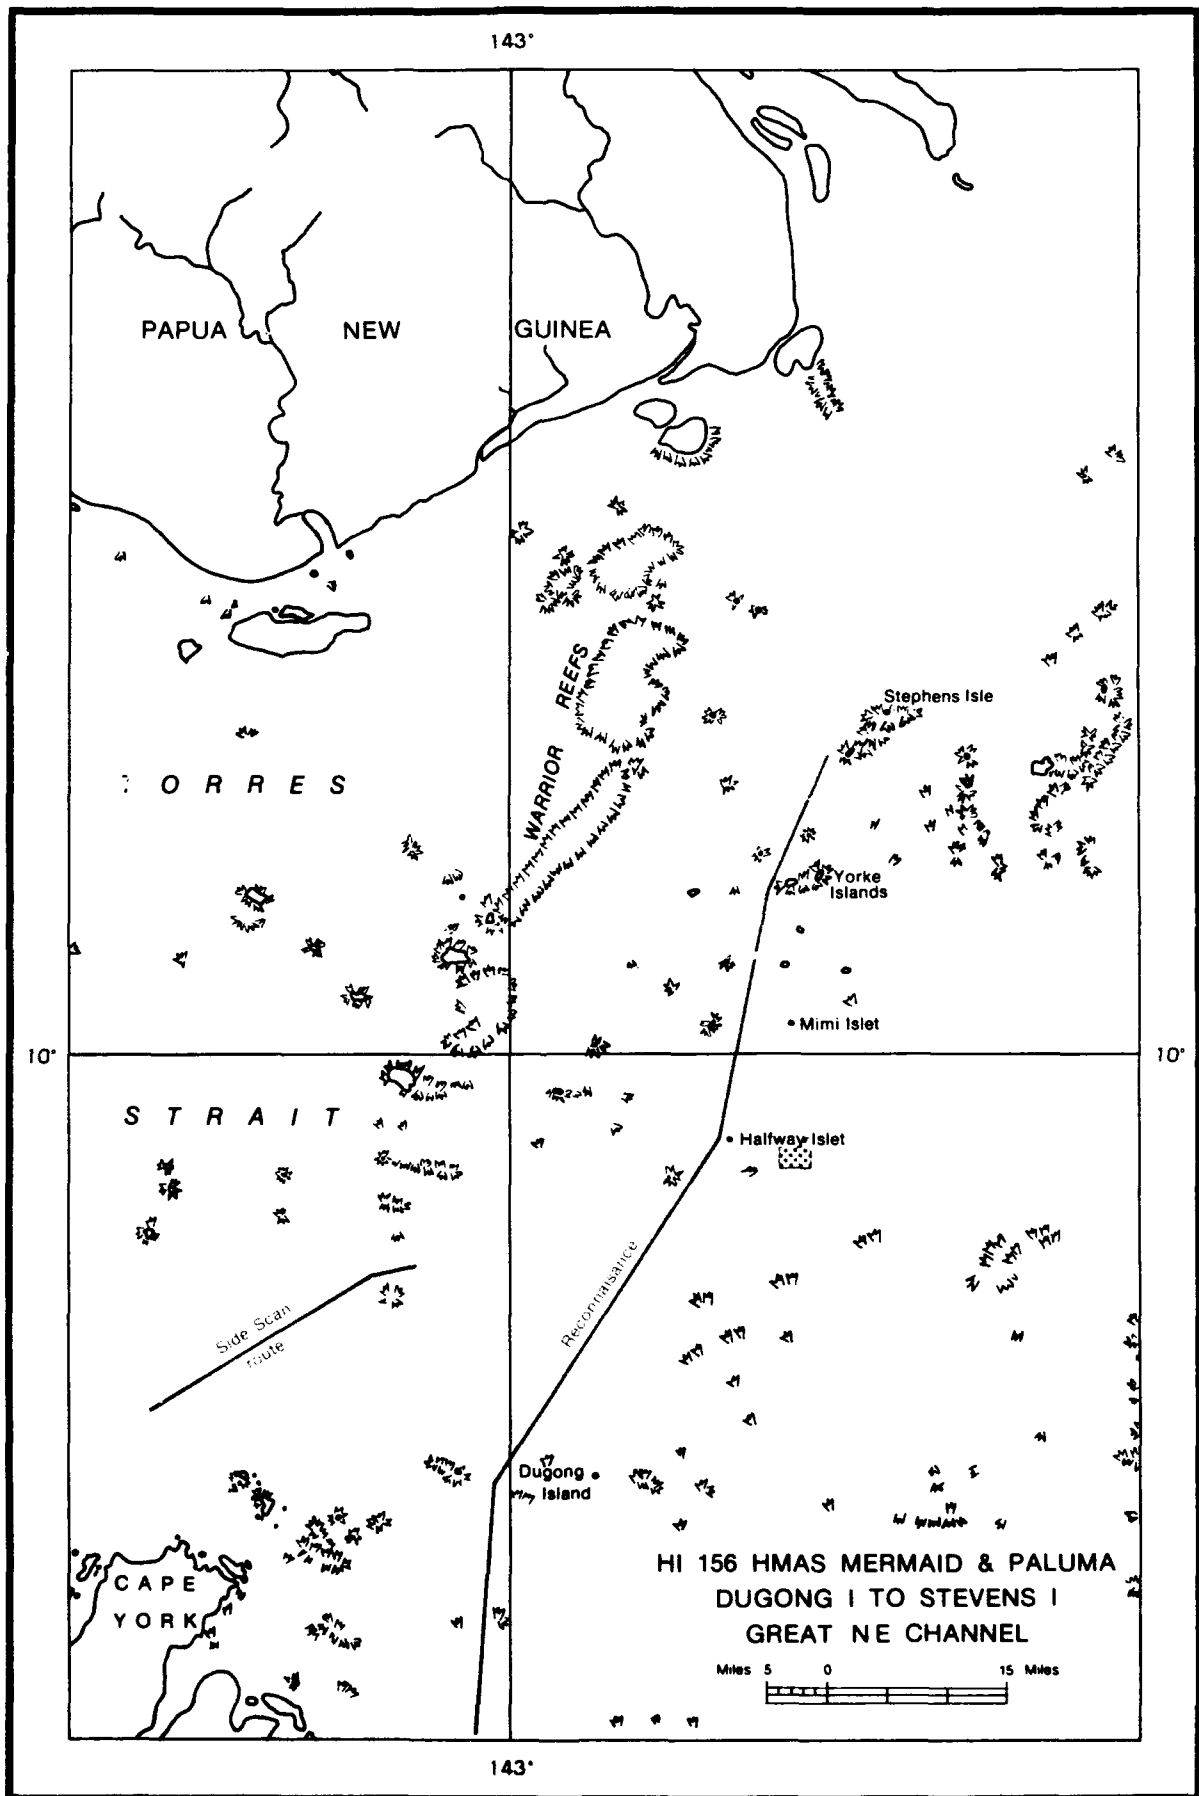 143°
PAPUA NEW GUINEA
WARRIOR REEFS
Stephens Isle
ORRES
Yorke
Islands
Mimi Islet
10°
10°
STRAIT
Halfway Islet
Reconnaisance
Side Scan
route
Dugong
Island
CAPE
YORK
HI 156 HMAS MERMAID & PALUMA
DUGONG I TO STEVENS I
GREAT NE CHANNEL
Miles 5 0 15 Miles
143°